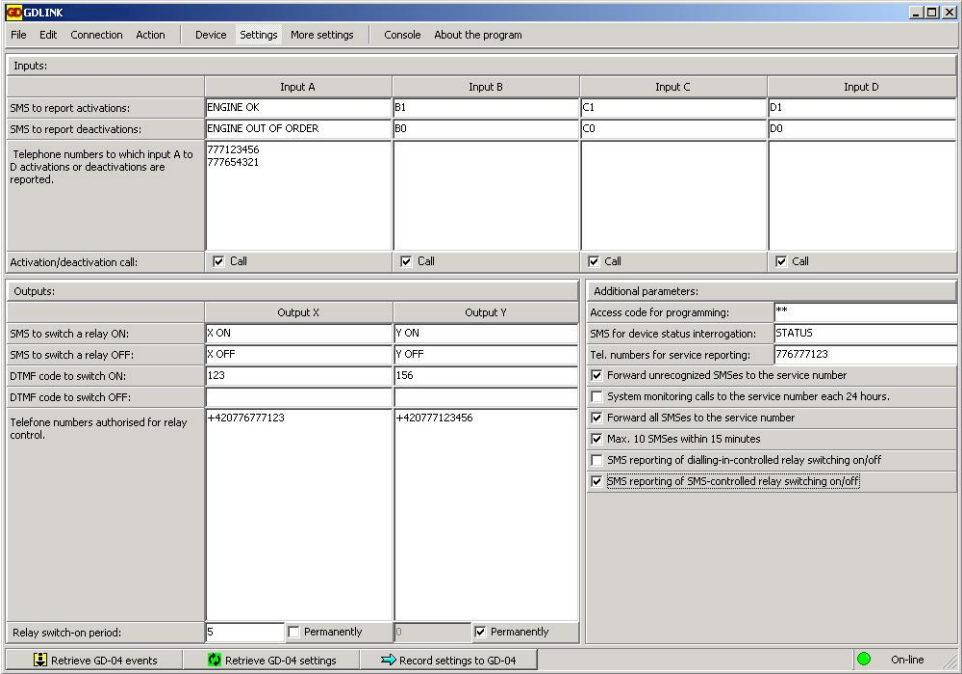 GD GDLINK
File Edit Connection Action Device Settings More settings Console About the program
Inputs:
Input A Input B Input C Input D
SMS to report activations: ENGINE OK B1 C1 D1
SMS to report deactivations: ENGINE OUT OF ORDER B0 C0 D0
Telephone numbers to which input A to
D activations or deactivations are
reported.
777123456
777654321
Activation/deactivation call: Call Call Call Call
Outputs:
Output X Output Y
SMS to switch a relay ON: X ON Y ON
SMS to switch a relay OFF: X OFF Y OFF
DTMF code to switch ON: 123 156
DTMF code to switch OFF:
Telefone numbers authorised for relay
control.
+420776777123 +420777123456
Relay switch-on period: 5 Permanently 0 Permanently
Additional parameters:
Access code for programming: **
SMS for device status interrogation: STATUS
Tel. numbers for service reporting: 776777123
Forward unrecognized SMSes to the service number
System monitoring calls to the service number each 24 hours.
Forward all SMSes to the service number
Max. 10 SMSes within 15 minutes
SMS reporting of dialling-in-controlled relay switching on/off
SMS reporting of SMS-controlled relay switching on/off
Retrieve GD-04 events Retrieve GD-04 settings Record settings to GD-04 On-line